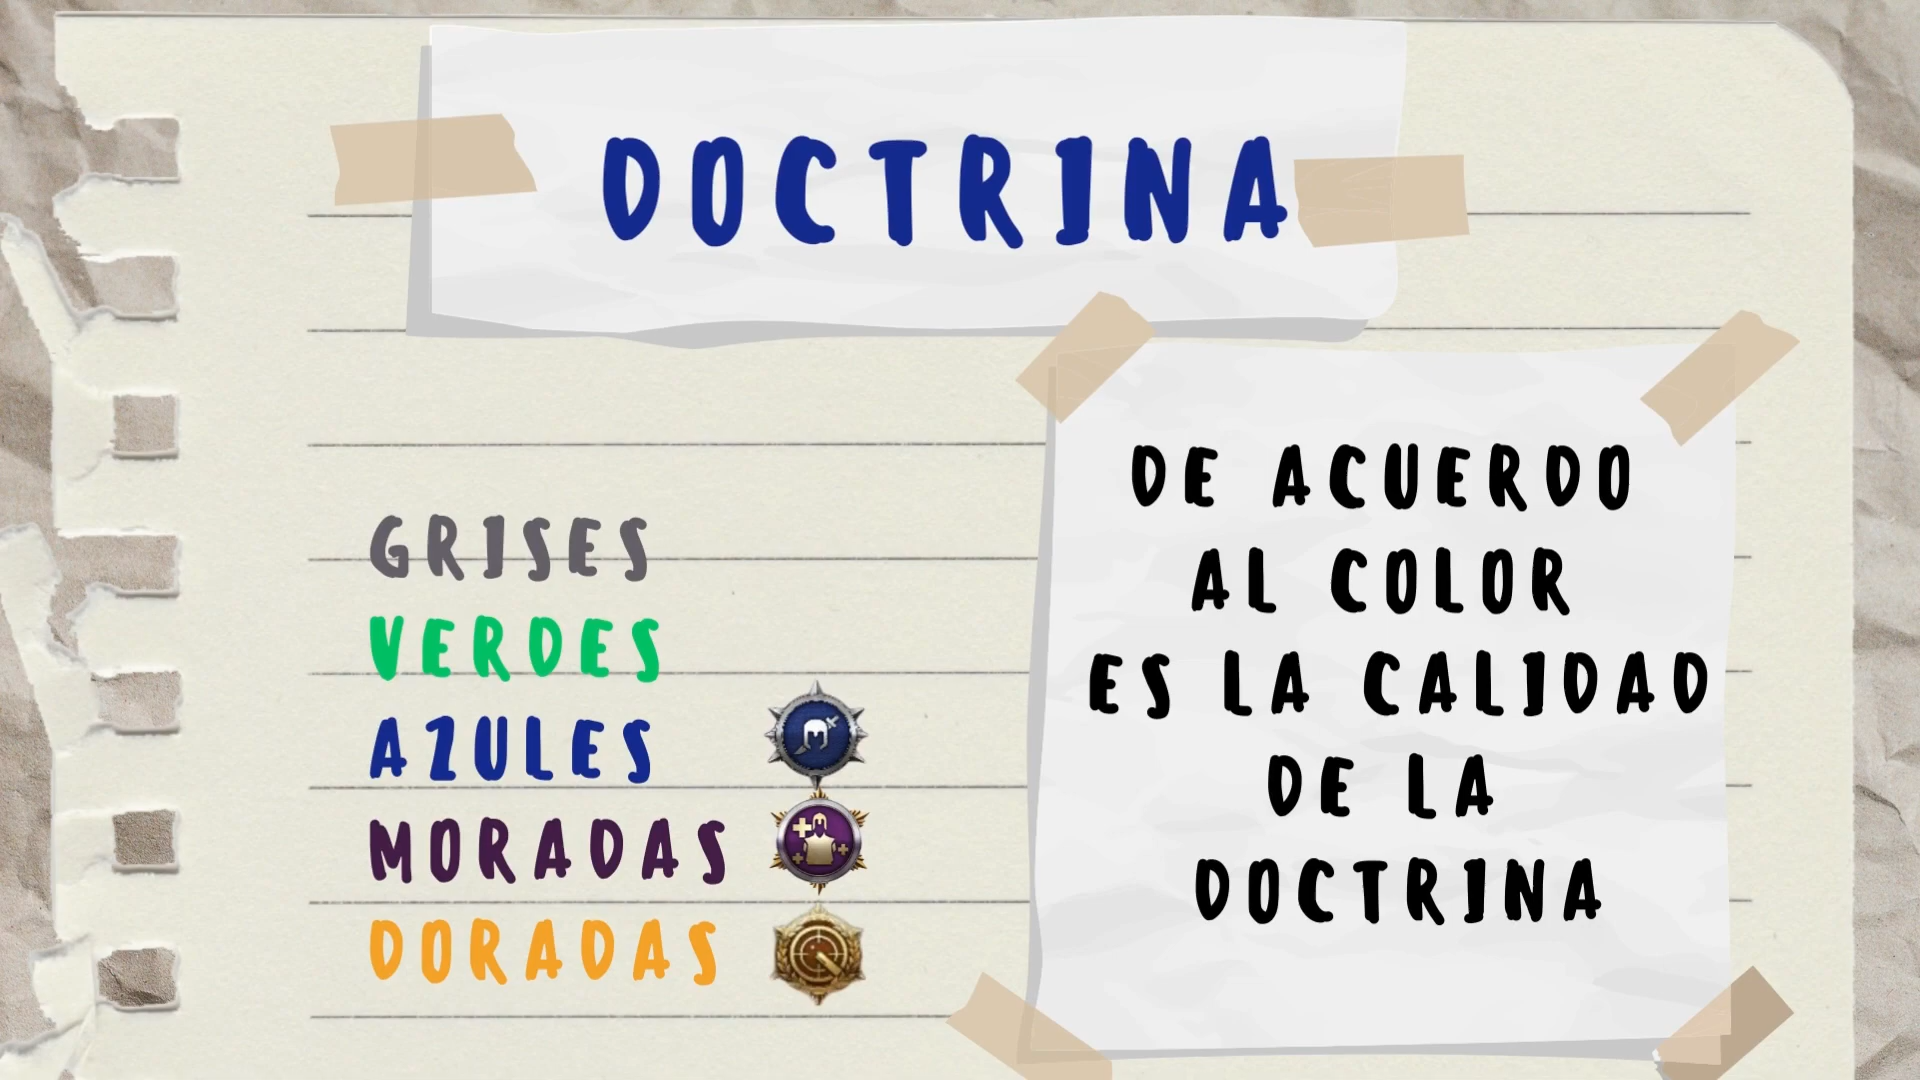 DOCTRINA
GRISES
VERDES
AZULES
MORADAS
DORADAS
DE ACUERDO
AL COLOR
ES LA CALIDAD
DE LA
DOCTRINA